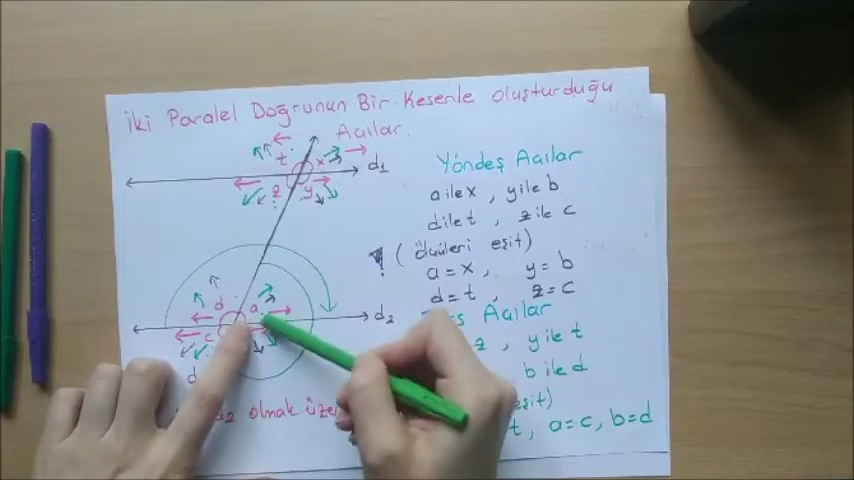 İki Paralel Doğrunun Bir Kesenle oluşturduğu
Açılar.
t x d1
z y
d a d2
c
d
olmak
Yöndeş Açılar
a ile x, y ile b
d ile t, z ile c
! (ölçüleri eşit)
a = x, y = b
d = t, z = c
Açılar
z, y ile t
b ile d
eşit)
t, a = c, b = d